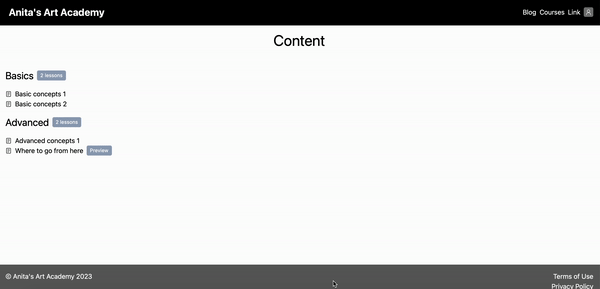 Anita's Art Academy
Blog Courses Link
Content
Basics 2 lessons
Basic concepts 1
Basic concepts 2
Advanced 2 lessons
Advanced concepts 1
Where to go from here Preview
© Anita's Art Academy 2023
Terms of Use
Privacy Policy